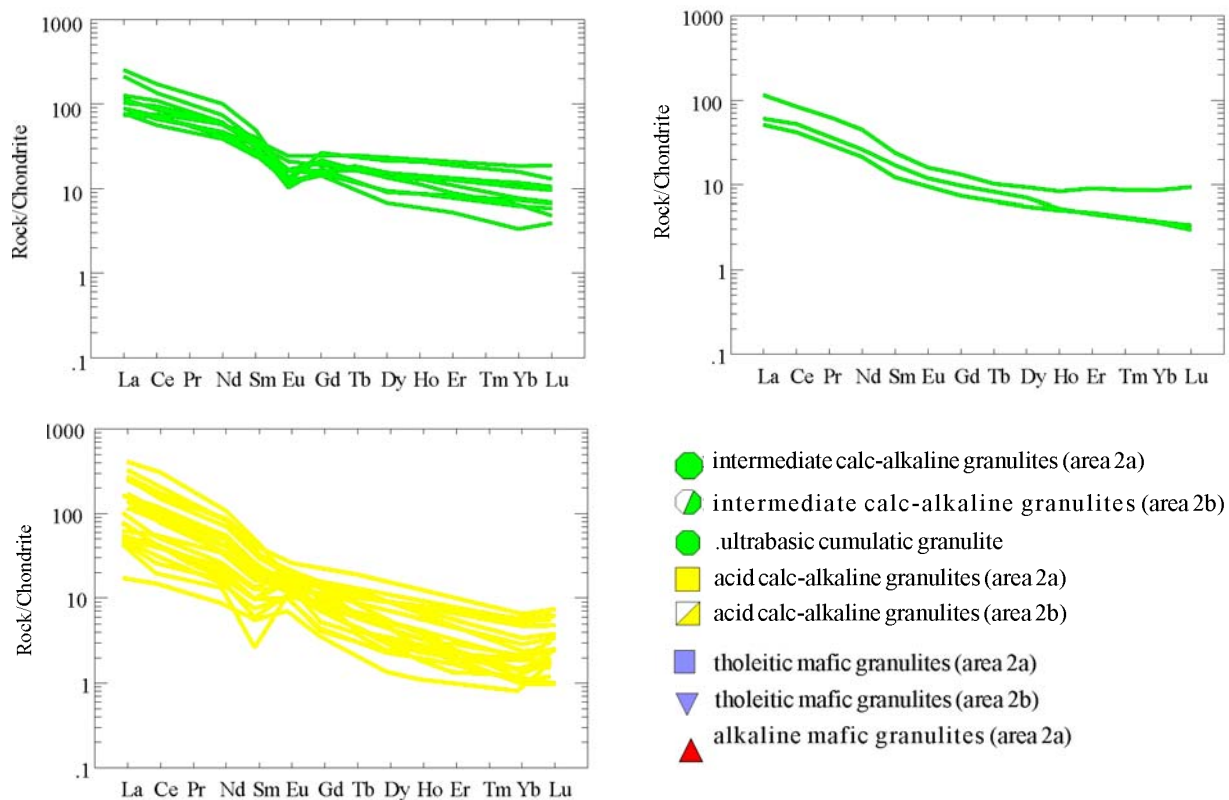 1000
100
10
1
.1
Rock/Chondrite
La Ce Pr Nd Sm Eu Gd Tb Dy Ho Er Tm Yb Lu
1000
100
10
1
.1
Rock/Chondrite
La Ce Pr Nd Sm Eu Gd Tb Dy Ho Er Tm Yb Lu
1000
100
10
1
.1
Rock/Chondrite
La Ce Pr Nd Sm Eu Gd Tb Dy Ho Er Tm Yb Lu
intermediate calc-alkaline granulites (area 2a)
intermediate calc-alkaline granulites (area 2b)
.ultrabasic cumulatic granulite
acid calc-alkaline granulites (area 2a)
acid calc-alkaline granulites (area 2b)
tholeitic mafic granulites (area 2a)
tholeitic mafic granulites (area 2b)
alkaline mafic granulites (area 2a)